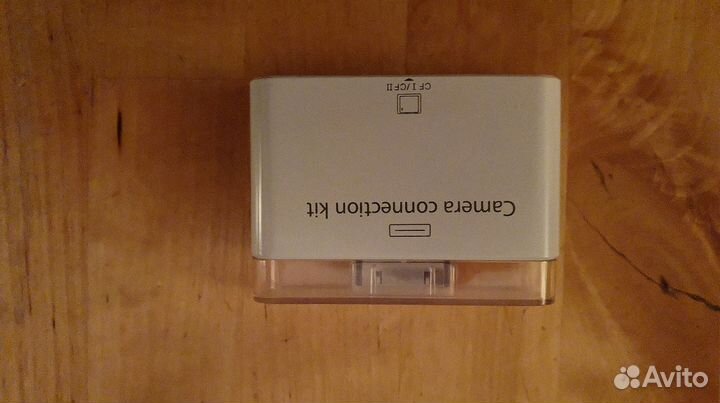 Camera connection kit
CF I/CF II
Avito